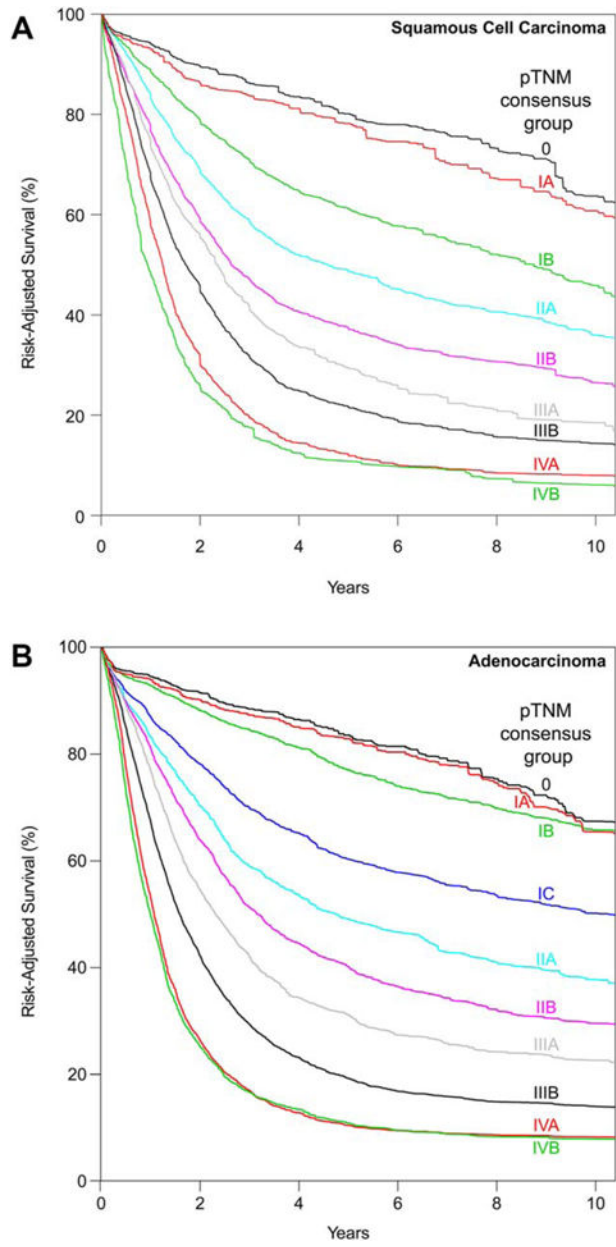 A
Squamous Cell Carcinoma
pTNM
consensus
group
0
IA
IB
IIA
IIB
IIIA
IIIB
IVA
IVB
Risk-Adjusted Survival (%)
100
80
60
40
20
0
0 2 4 6 8 10
Years
B
Adenocarcinoma
pTNM
consensus
group
0
IA
IB
IC
IIA
IIB
IIIA
IIIB
IVA
IVB
Risk-Adjusted Survival (%)
100
80
60
40
20
0
0 2 4 6 8 10
Years